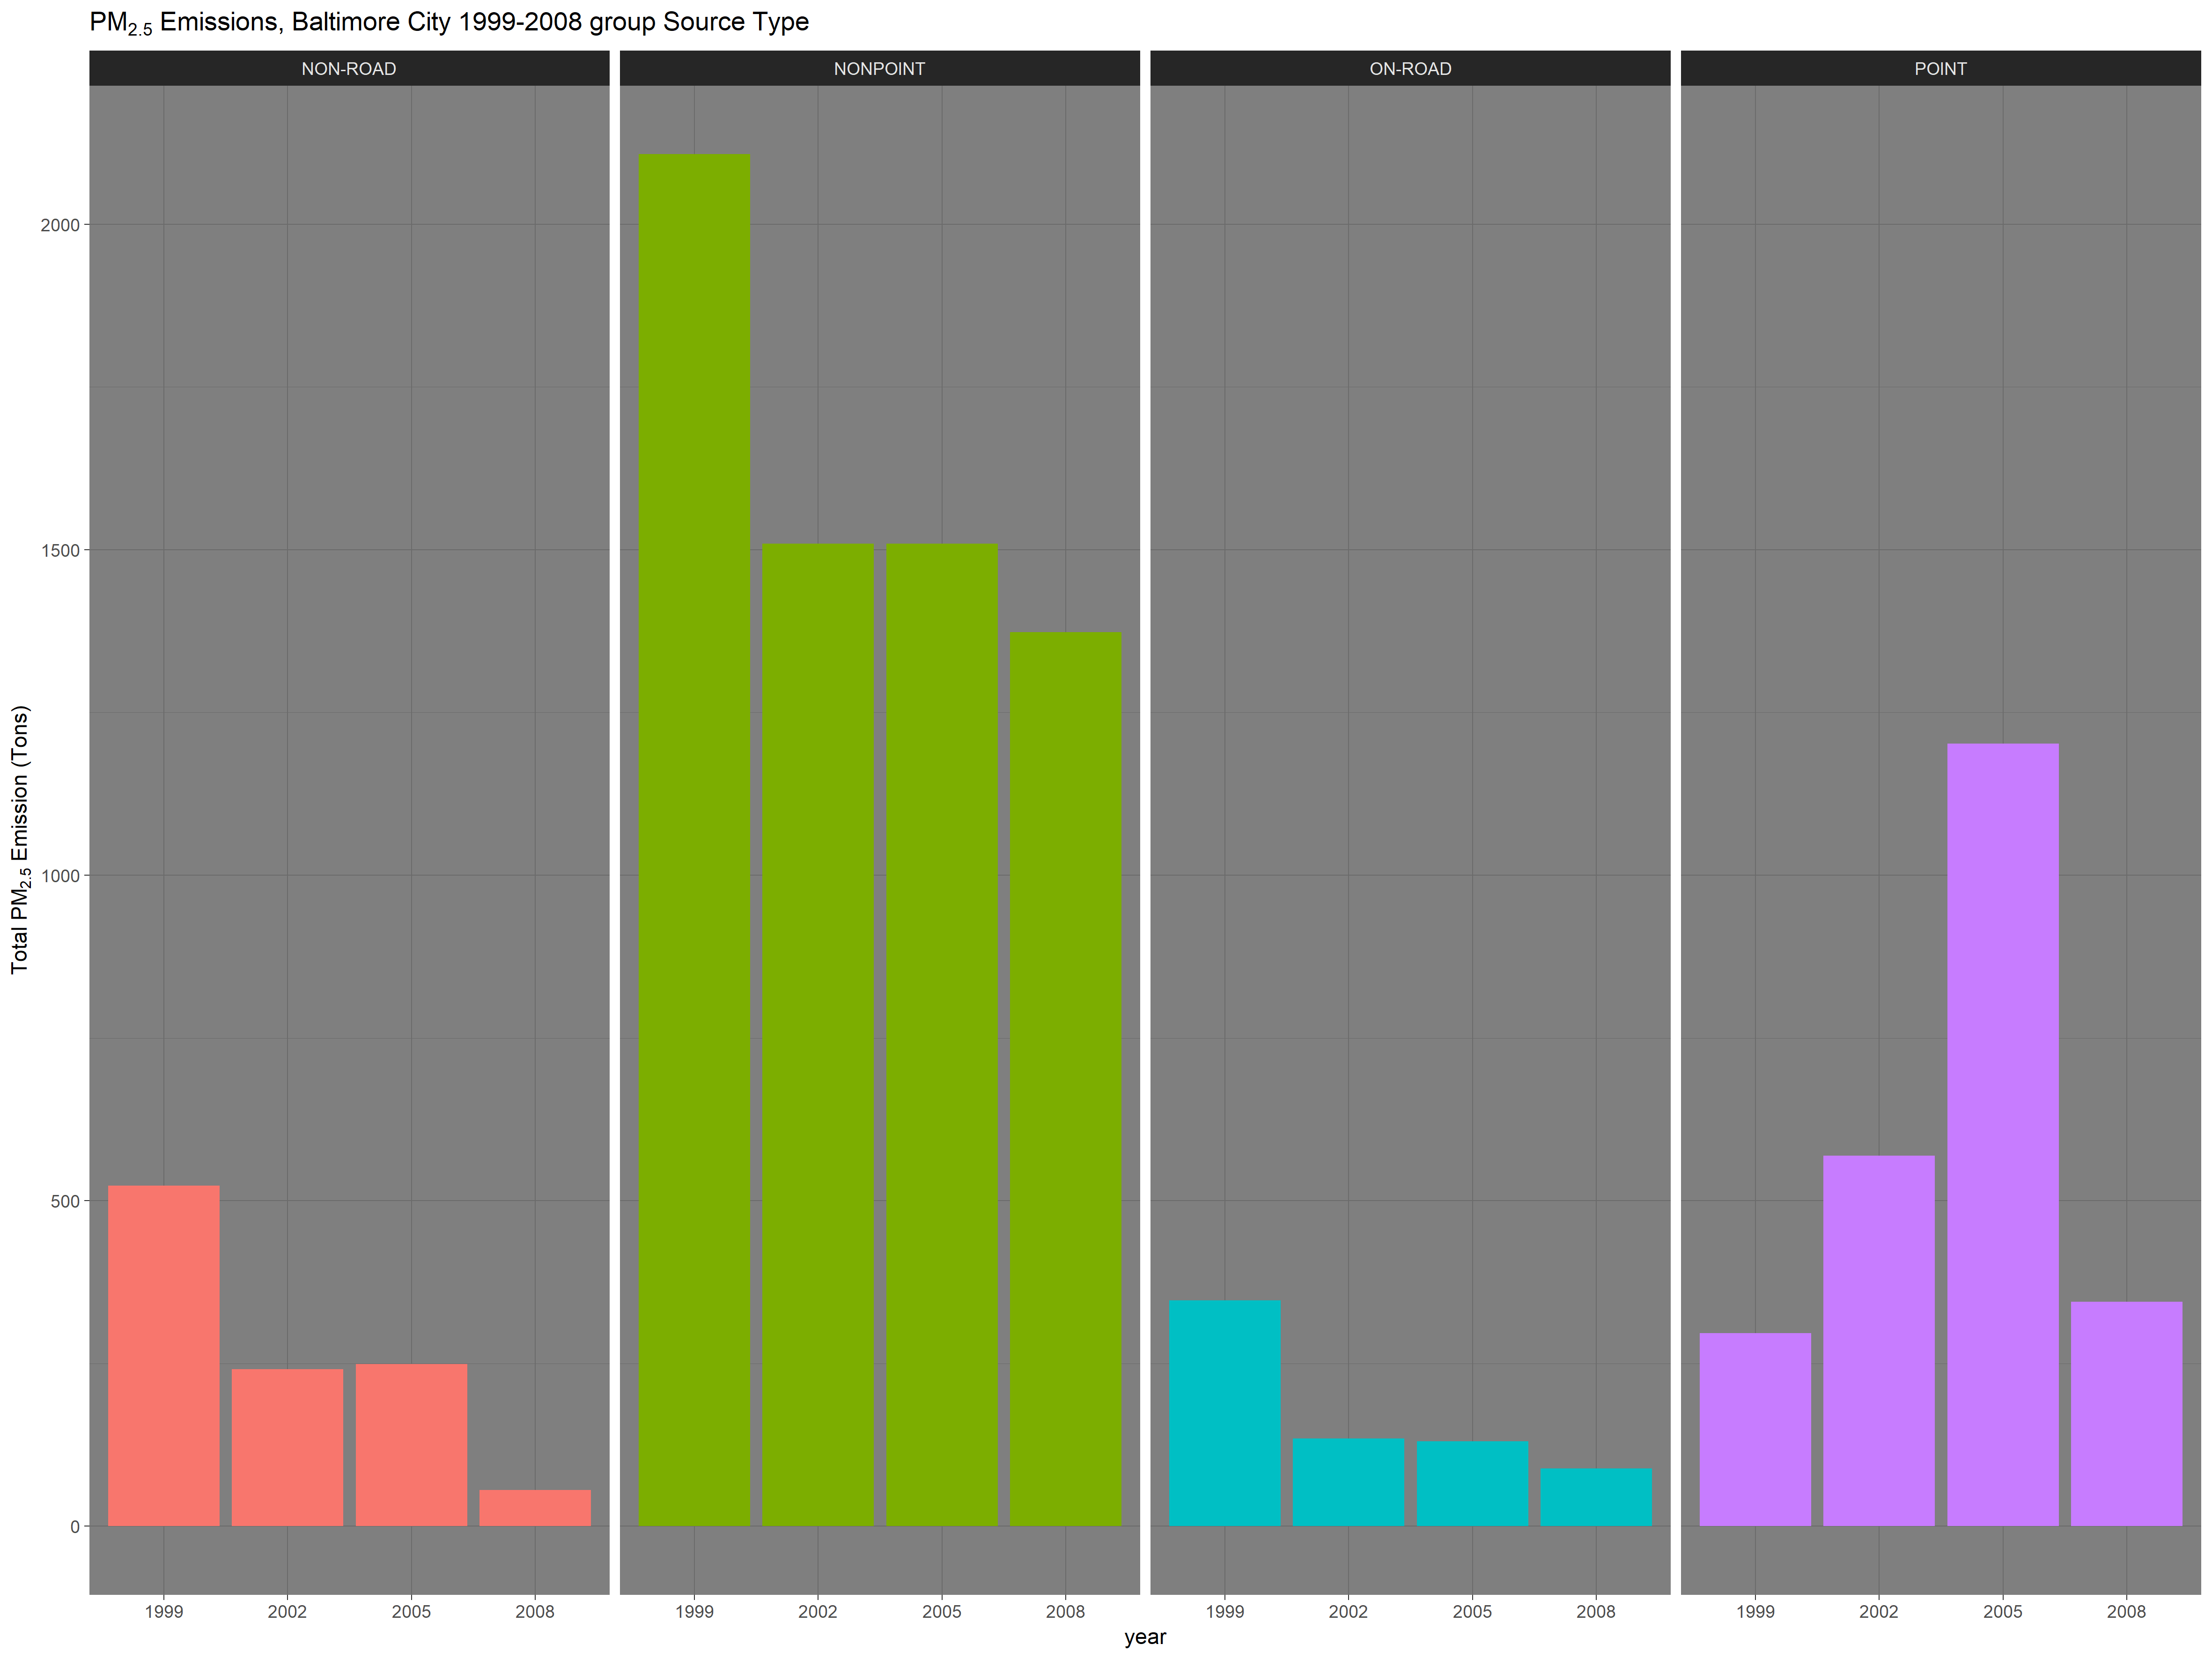 PM2.5 Emissions, Baltimore City 1999-2008 group Source Type
NON-ROAD NONPOINT ON-ROAD POINT
Total PM2.5 Emission (Tons)
2000
1500
1000
500
0
1999 2002 2005 2008 1999 2002 2005 2008 1999 2002 2005 2008 1999 2002 2005 2008
year